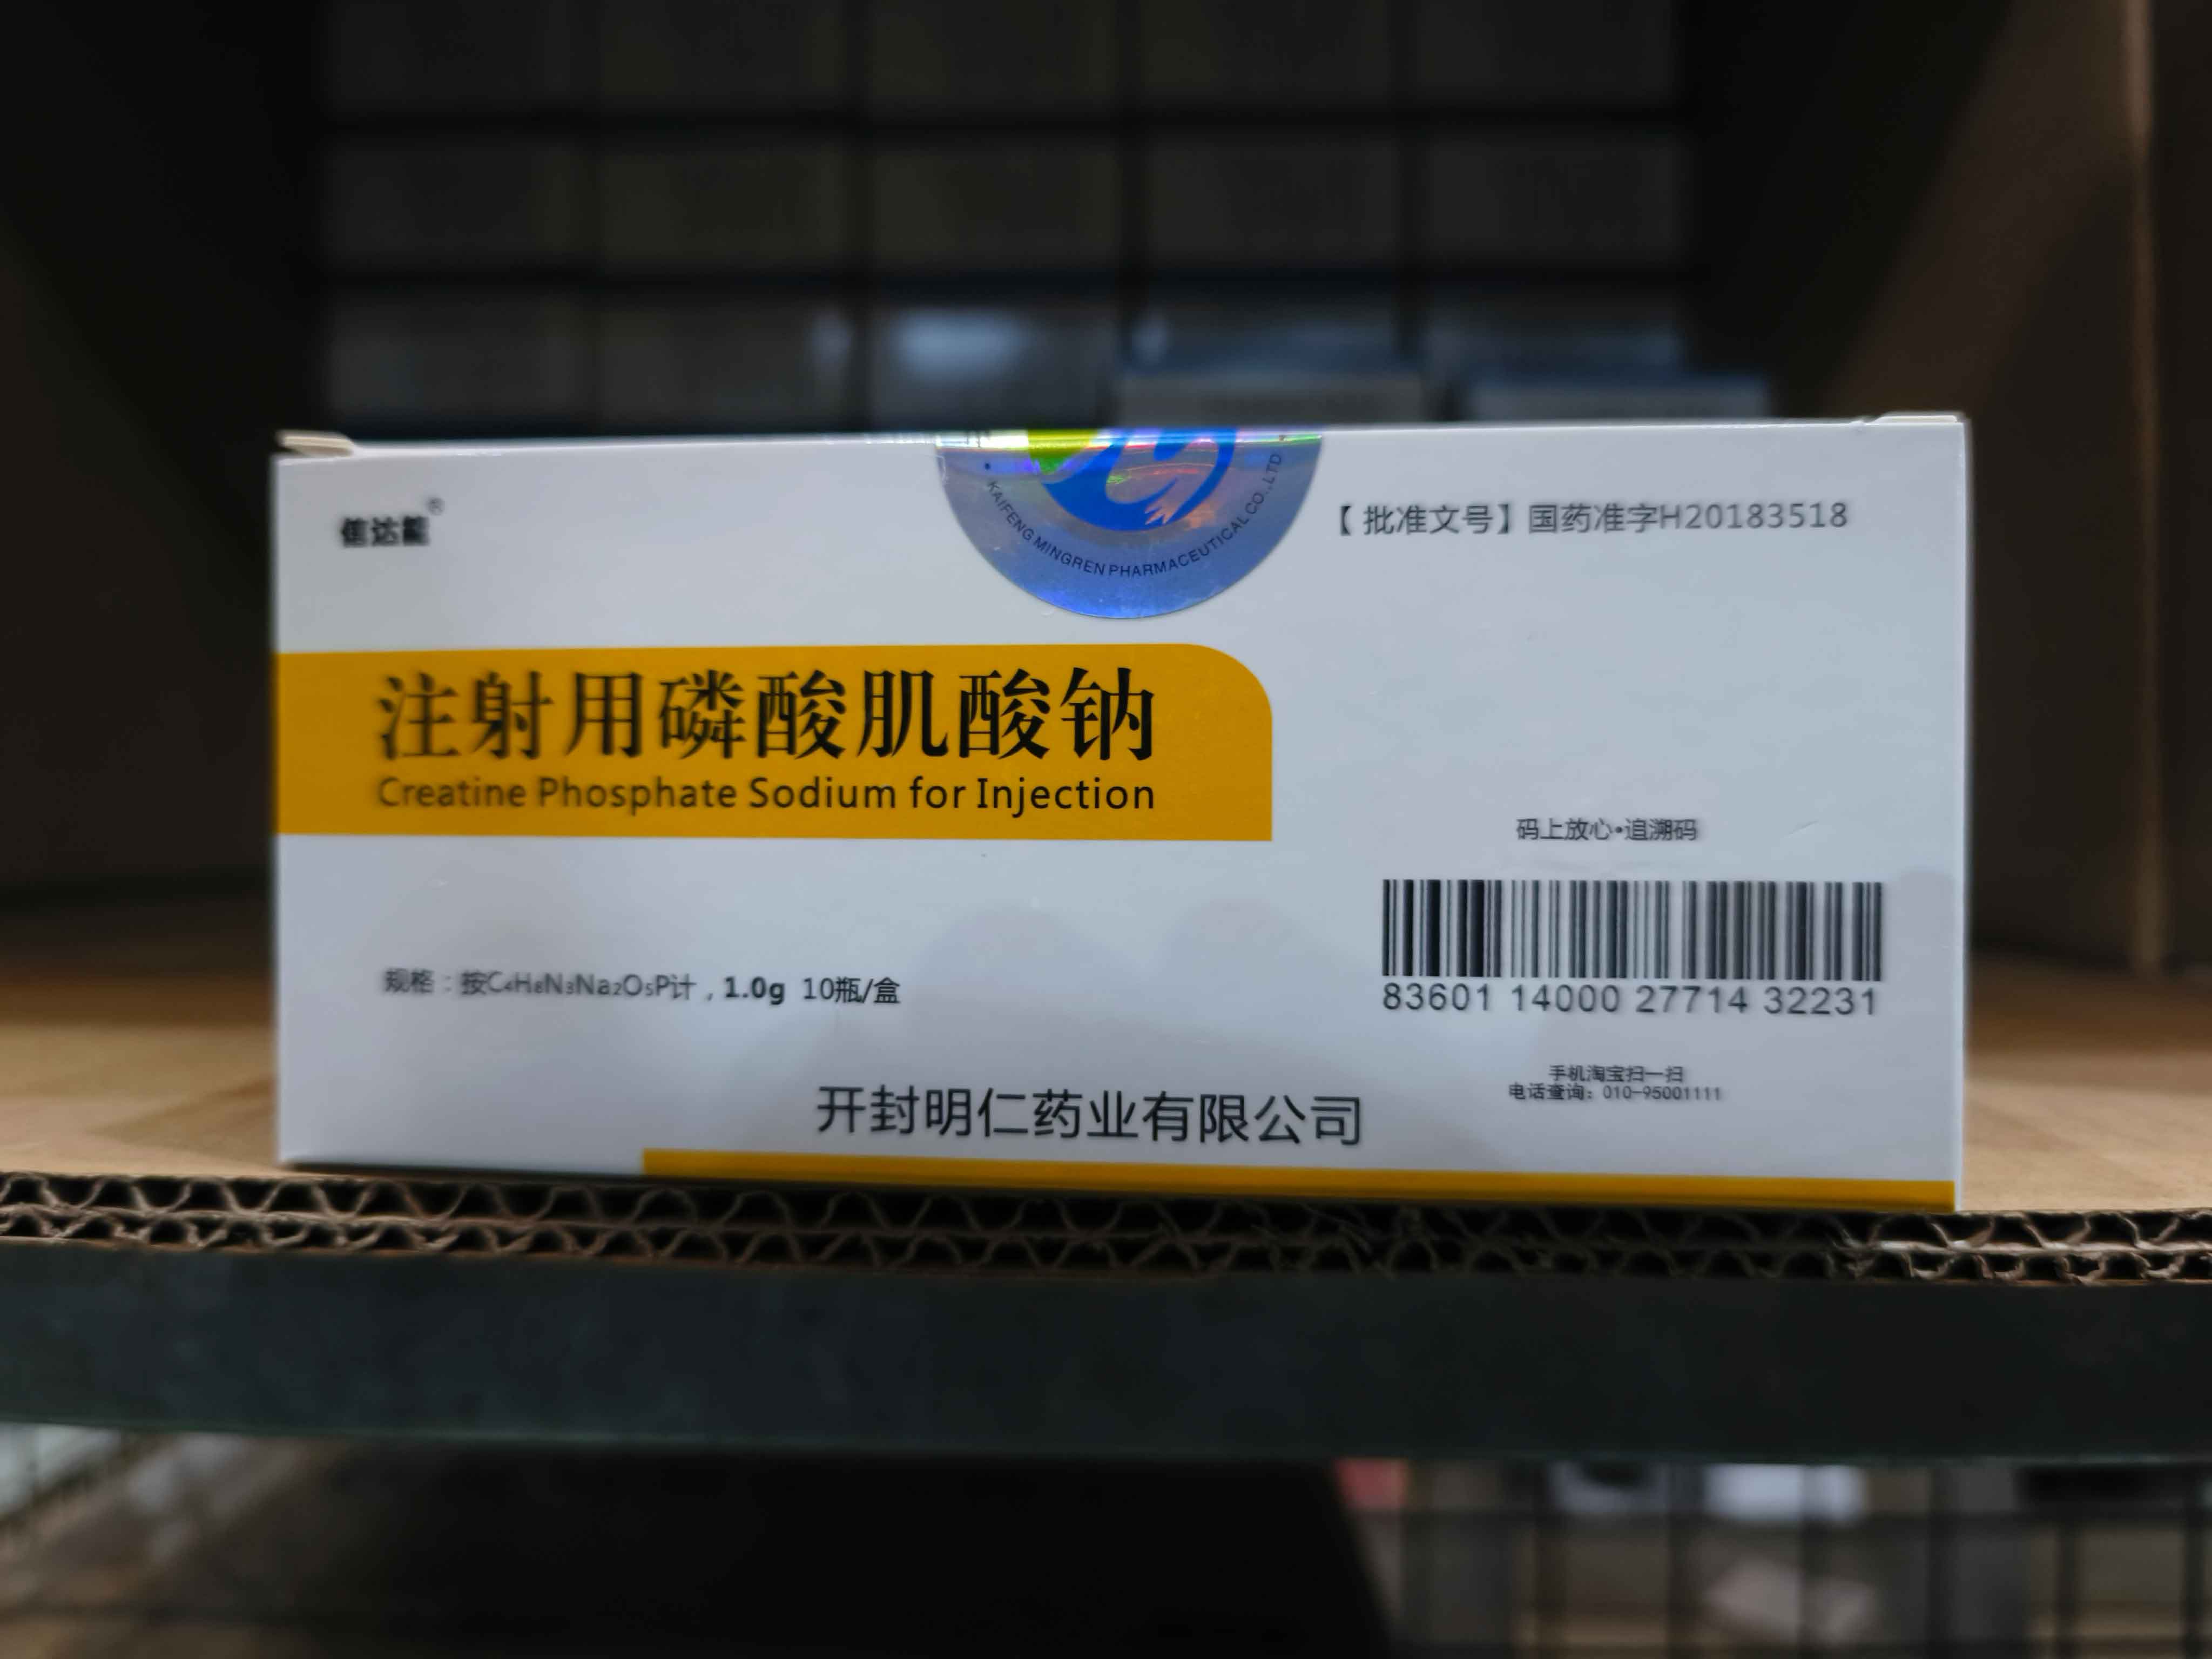 信达能®
KAIFENG MINGREN PHARMACEUTICAL CO., LTD
【批准文号】国药准字H20183518
注射用磷酸肌酸钠
Creatine Phosphate Sodium for Injection
码上放心•追溯码
83601 14000 27714 32231
规格：按C₄H₈N₃Na₂O₅P计，1.0g 10瓶/盒
手机淘宝扫一扫
电话查询：010-95001111
开封明仁药业有限公司